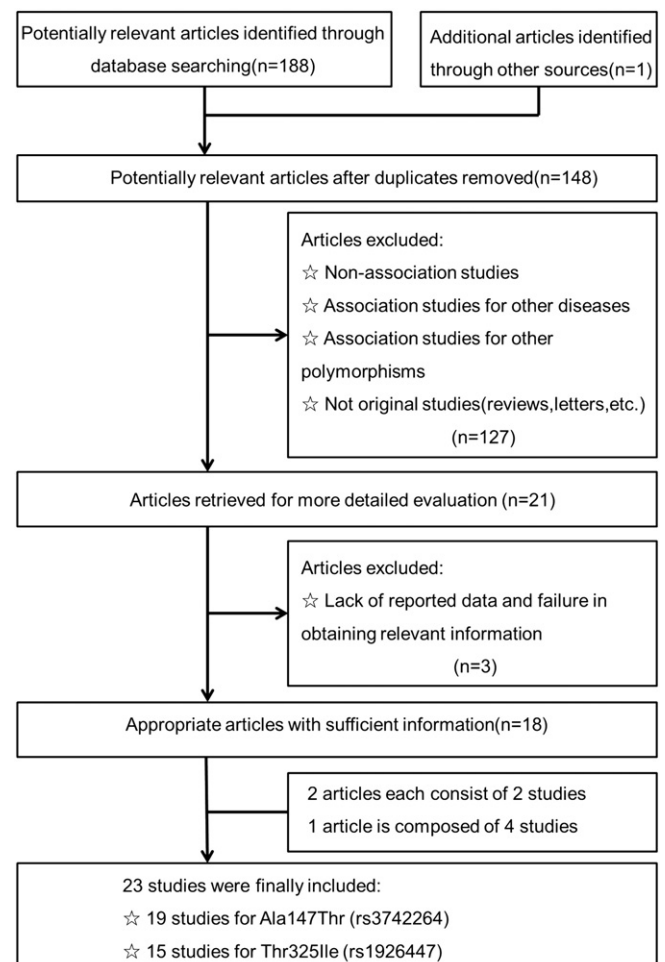 Potentially relevant articles identified through
database searching(n=188)
Additional articles identified
through other sources(n=1)
Potentially relevant articles after duplicates removed(n=148)
Articles excluded:
☆ Non-association studies
☆ Association studies for other diseases
☆ Association studies for other
polymorphisms
☆ Not original studies(reviews,letters,etc.)
(n=127)
Articles retrieved for more detailed evaluation (n=21)
Articles excluded:
☆ Lack of reported data and failure in
obtaining relevant information
(n=3)
Appropriate articles with sufficient information(n=18)
2 articles each consist of 2 studies
1 article is composed of 4 studies
23 studies were finally included:
☆ 19 studies for Ala147Thr (rs3742264)
☆ 15 studies for Thr325Ile (rs1926447)